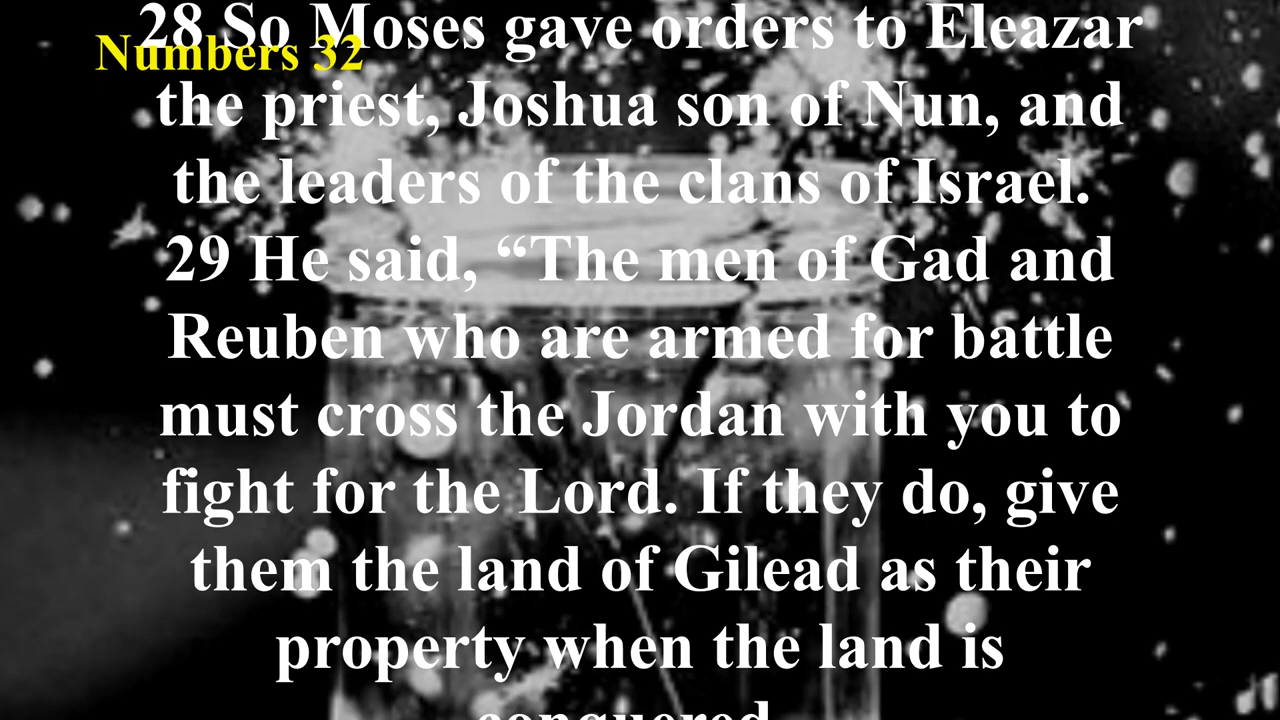 28 So Moses gave orders to Eleazar
Numbers 32
the priest, Joshua son of Nun, and
the leaders of the clans of Israel.
29 He said, “The men of Gad and
Reuben who are armed for battle
must cross the Jordan with you to
fight for the Lord. If they do, give
them the land of Gilead as their
property when the land is
conquered.